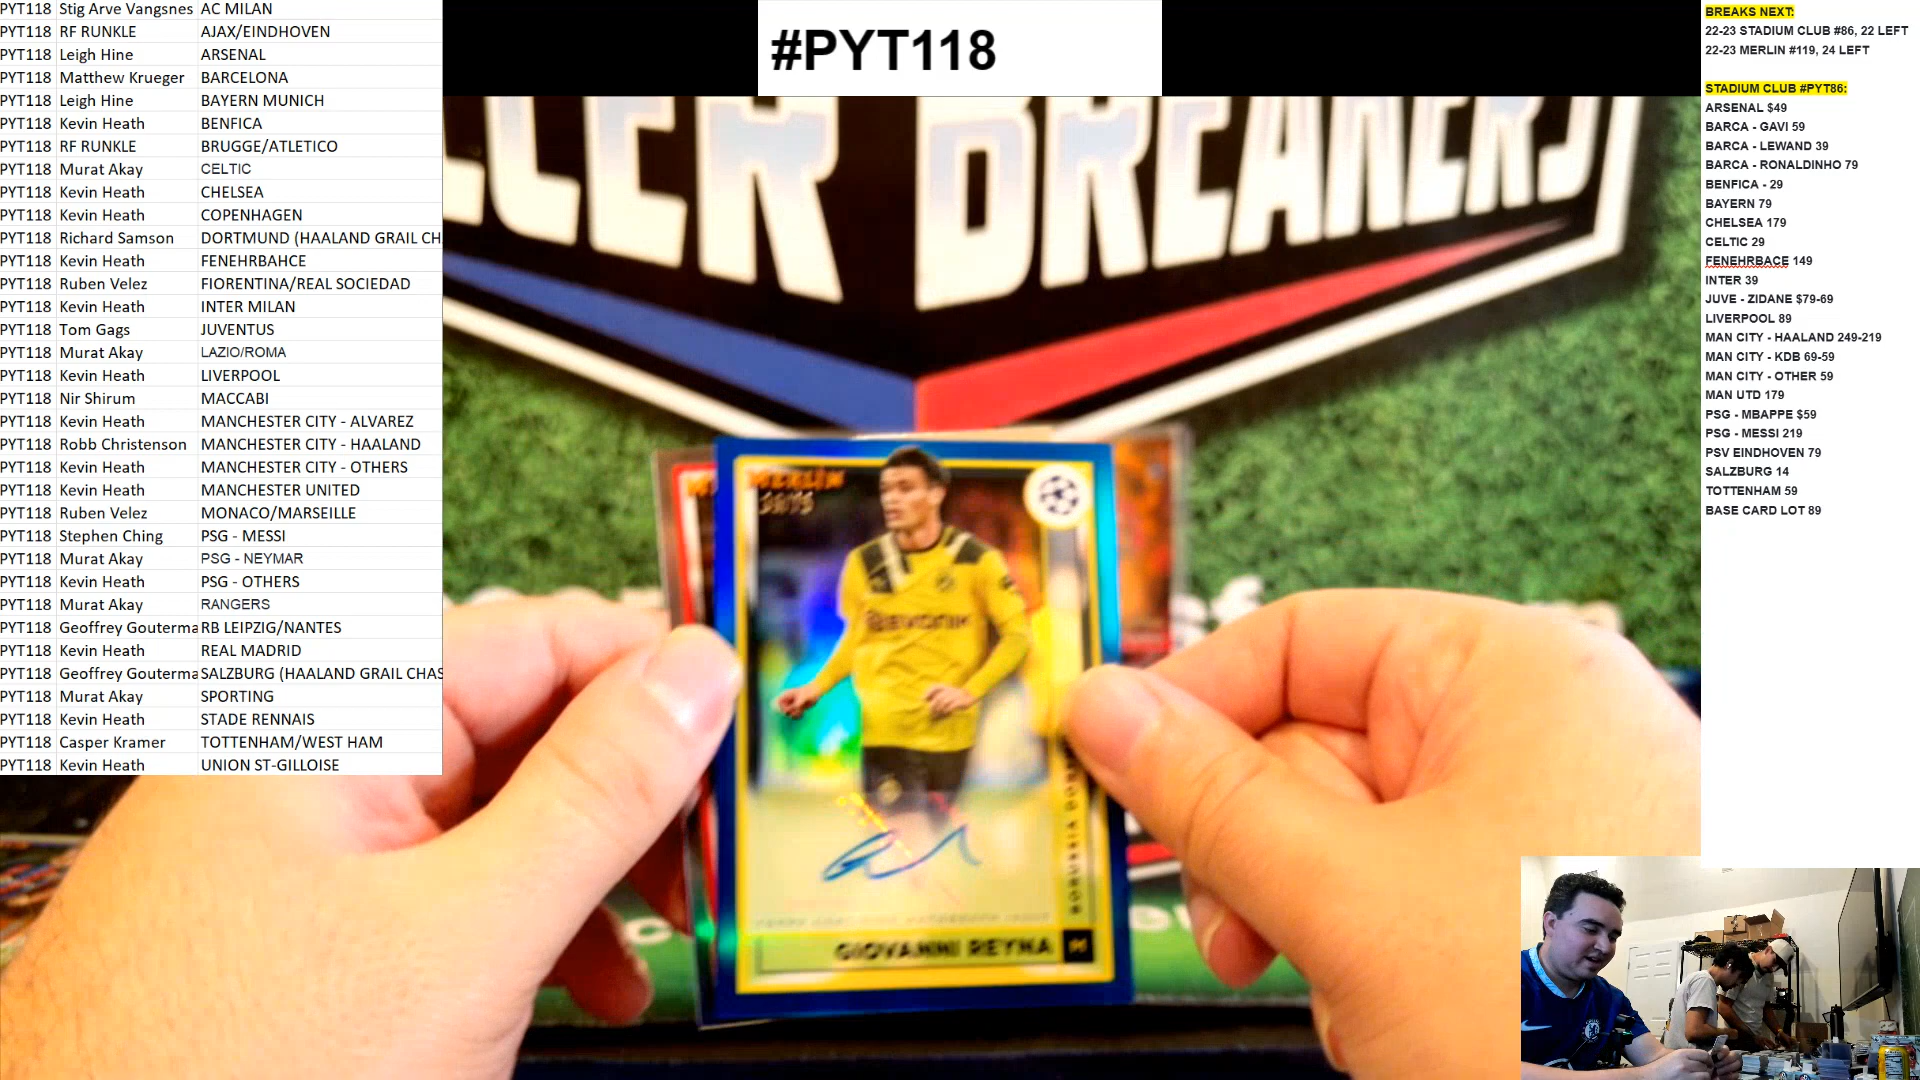 PYT118 Stig Arve Vangsnes AC MILAN
PYT118 RF RUNKLE AJAX/EINDHOVEN
PYT118 Leigh Hine ARSENAL
PYT118 Matthew Krueger BARCELONA
PYT118 Leigh Hine BAYERN MUNICH
PYT118 Kevin Heath BENFICA
PYT118 RF RUNKLE BRUGGE/ATLETICO
PYT118 Murat Akay CELTIC
PYT118 Kevin Heath CHELSEA
PYT118 Kevin Heath COPENHAGEN
PYT118 Richard Samson DORTMUND (HAALAND GRAIL CH
PYT118 Kevin Heath FENEHRBAHCE
PYT118 Ruben Velez FIORENTINA/REAL SOCIEDAD
PYT118 Kevin Heath INTER MILAN
PYT118 Tom Gags JUVENTUS
PYT118 Murat Akay LAZIO/ROMA
PYT118 Kevin Heath LIVERPOOL
PYT118 Nir Shirum MACCABI
PYT118 Kevin Heath MANCHESTER CITY - ALVAREZ
PYT118 Robb Christenson MANCHESTER CITY - HAALAND
PYT118 Kevin Heath MANCHESTER CITY - OTHERS
PYT118 Kevin Heath MANCHESTER UNITED
PYT118 Ruben Velez MONACO/MARSEILLE
PYT118 Stephen Ching PSG - MESSI
PYT118 Murat Akay PSG - NEYMAR
PYT118 Kevin Heath PSG - OTHERS
PYT118 Murat Akay RANGERS
PYT118 Geoffrey Gouterma RB LEIPZIG/NANTES
PYT118 Kevin Heath REAL MADRID
PYT118 Geoffrey Gouterma SALZBURG (HAALAND GRAIL CHAS
PYT118 Murat Akay SPORTING
PYT118 Kevin Heath STADE RENNAIS
PYT118 Casper Kramer TOTTENHAM/WEST HAM
PYT118 Kevin Heath UNION ST-GILLOISE
#PYT118
CCER BREAKERS
MERLIN
GIOVANNI REYNA
BREAKS NEXT:
22-23 STADIUM CLUB #86, 22 LEFT
22-23 MERLIN #119, 24 LEFT
STADIUM CLUB #PYT86:
ARSENAL $49
BARCA - GAVI 59
BARCA - LEWAND 39
BARCA - RONALDINHO 79
BENFICA - 29
BAYERN 79
CHELSEA 179
CELTIC 29
FENEHRBACE 149
INTER 39
JUVE - ZIDANE $79-69
LIVERPOOL 89
MAN CITY - HAALAND 249-219
MAN CITY - KDB 69-59
MAN CITY - OTHER 59
MAN UTD 179
PSG - MBAPPE $59
PSG - MESSI 219
PSV EINDHOVEN 79
SALZBURG 14
TOTTENHAM 59
BASE CARD LOT 89